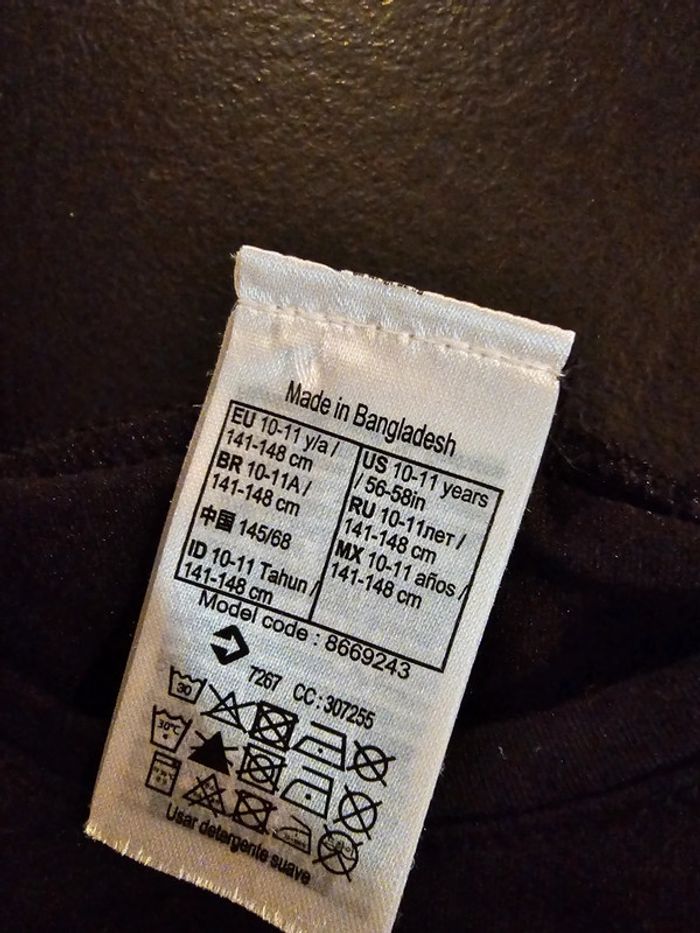 Made in Bangladesh
EU 10-11 y/a /
141-148 cm
BR 10-11A /
141-148 cm
中国 145/68
ID 10-11 Tahun /
141-148 cm
US 10-11 years
/ 56-58in
RU 10-11лет /
141-148 cm
MX 10-11 años /
141-148 cm
Model code : 8669243
7267 CC : 307255
30
30°C
Usar detergente suave